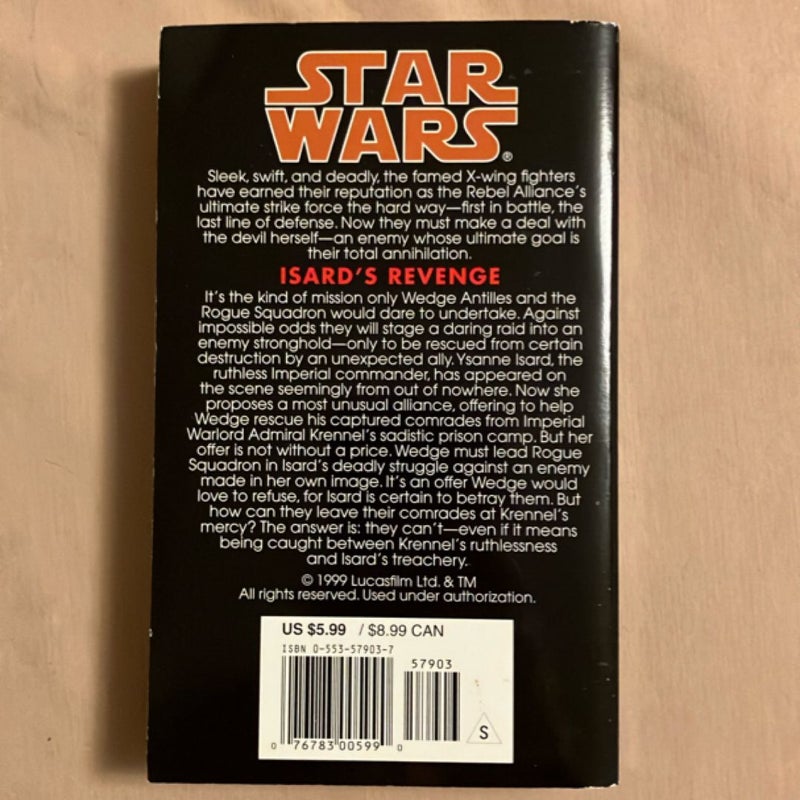 STAR
WARS®
Sleek, swift, and deadly, the famed X-wing fighters
have earned their reputation as the Rebel Alliance's
ultimate strike force the hard way—first in battle, the
last line of defense. Now they must make a deal with
the devil herself—an enemy whose ultimate goal is
their total annihilation.
ISARD'S REVENGE
It's the kind of mission only Wedge Antilles and the
Rogue Squadron would dare to undertake. Against
impossible odds they will stage a daring raid into an
enemy stronghold—only to be rescued from certain
destruction by an unexpected ally. Ysanne Isard, the
ruthless Imperial commander, has appeared on
the scene seemingly from out of nowhere. Now she
proposes a most unusual alliance, offering to help
Wedge rescue his captured comrades from Imperial
Warlord Admiral Krennel's sadistic prison camp. But her
offer is not without a price. Wedge must lead Rogue
Squadron in Isard's deadly struggle against an enemy
made in her own image. It's an offer Wedge would
love to refuse, for Isard is certain to betray them. But
how can they leave their comrades at Krennel's
mercy? The answer is: they can't—even if it means
being caught between Krennel's ruthlessness
and Isard's treachery.
© 1999 Lucasfilm Ltd. & TM
All rights reserved. Used under authorization.
US $5.99 / $8.99 CAN
ISBN 0-553-57903-7
57903
S
0 76783 00599 0